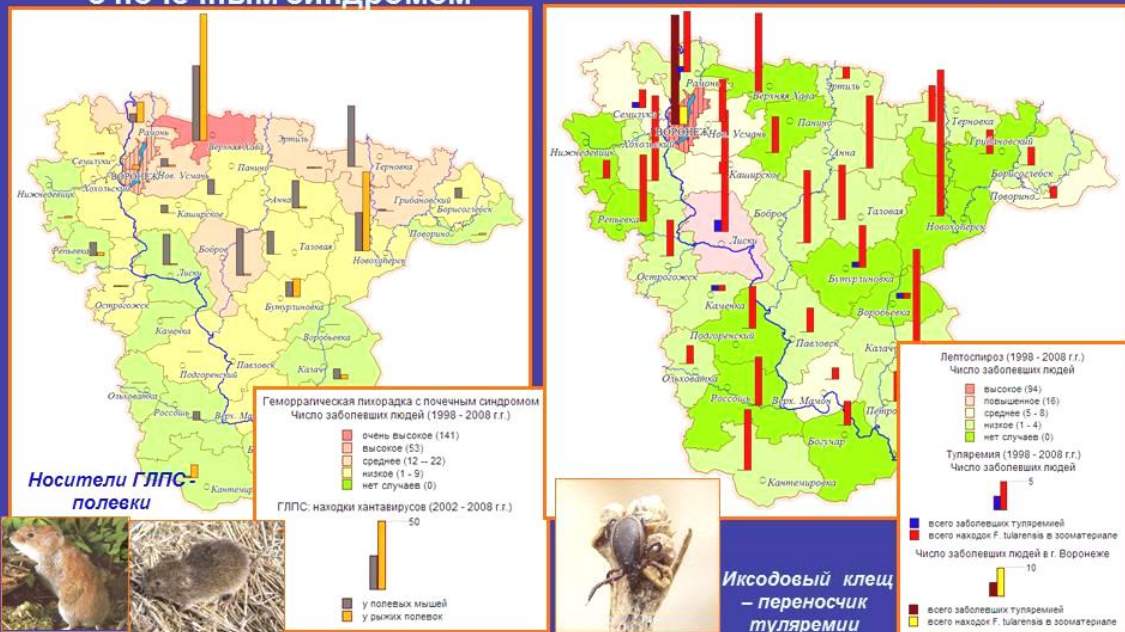 с почечным синдромом
Рамонь
Верхняя Хава
Эртиль
Семилуки
ВОРОНЕЖ
Нов. Усмань
Панино
Терновка
Нижнедевицк
Хохольский
Анна
Грибановский
Борисоглебск
Каширское
Поворино
Репьевка
Бобров
Таловая
Новохоперск
Лиски
Острогожск
Бутурлиновка
Каменка
Воробьевка
Подгоренский
Павловск
Калач
Ольховатка
Россошь
Верх. Мамон
Кантемир
Геморрагическая лихорадка с почечным синдромом
Число заболевших людей (1998 - 2008 г.г.)
очень высокое (141)
высокое (53)
среднее (12 -- 22)
низкое (1 - 9)
нет случаев (0)
ГЛПС: находки хантавирусов (2002 - 2008 г.г.)
50
у полевых мышей
у рыжих полевок
Носители ГЛПС -
полевки
Рамонь
Верхняя Хава
Эртиль
Семилуки
ВОРОНЕЖ
Нов. Усмань
Панино
Терновка
Нижнедевицк
Хохольский
Анна
Грибановский
Борисоглебск
Каширское
Поворино
Репьевка
Бобров
Таловая
Новохоперск
Лиски
Острогожск
Бутурлиновка
Каменка
Воробьевка
Подгоренский
Павловск
Калач
Ольховатка
Россошь
Верх. Мамон
Петро
Богучар
Кантемировка
Лептоспироз (1998 - 2008 г.г.)
Число заболевших людей
высокое (94)
повышенное (16)
среднее (5 - 8)
низкое (1 - 4)
нет случаев (0)
Туляремия (1998 - 2008 г.г.)
Число заболевших людей
5
всего заболевших туляремией
всего находок F. tularensis в зооматериале
Число заболевших людей в г. Воронеже
10
всего заболевших туляремией
всего находок F. tularensis в зооматериале
Иксодовый клещ
– переносчик
туляремии